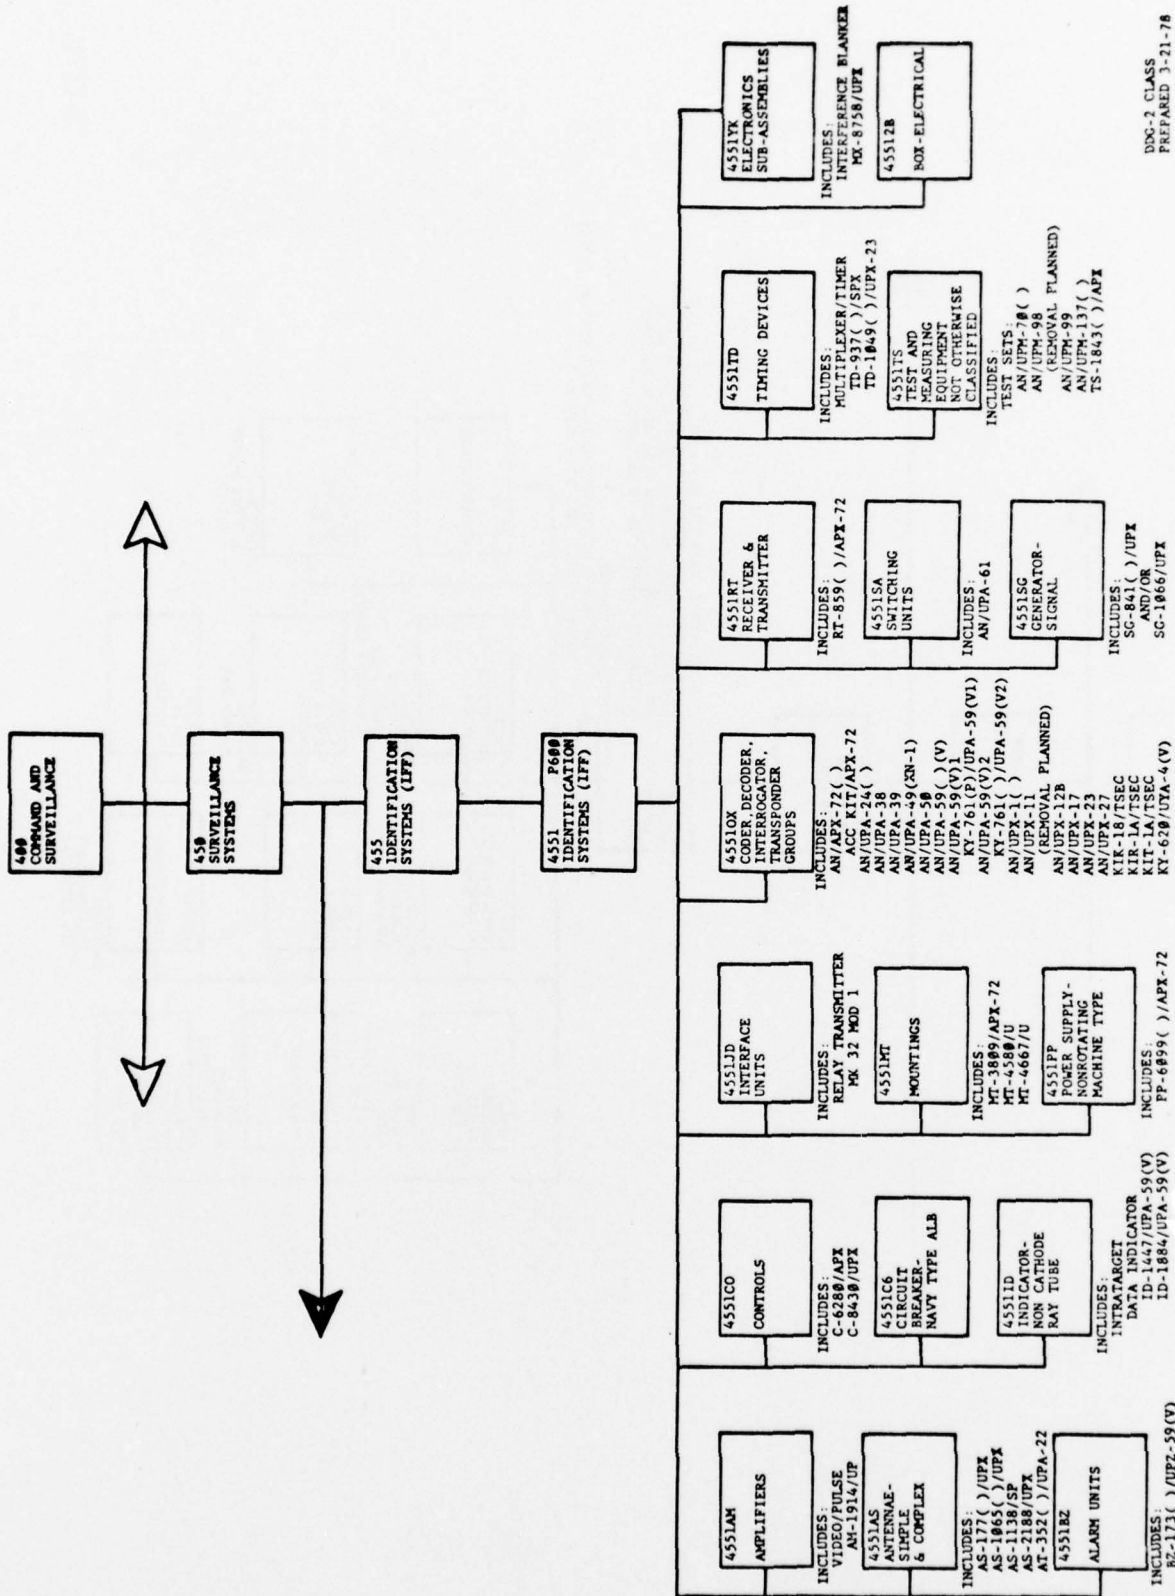 400
COMMAND AND
SURVEILLANCE
450
SURVEILLANCE
SYSTEMS
455
IDENTIFICATION
SYSTEMS (IFF)
4551 P600
IDENTIFICATION
SYSTEMS (IFF)
4551AM
AMPLIFIERS
INCLUDES:
VIDEO/PULSE
AM-1914/UP
4551AS
ANTENNAE-
SIMPLE
& COMPLEX
INCLUDES:
AS-177( )/UPX
AS-1065( )/UPX
AS-1138/SP
AS-2188/UPX
AT-352( )/UPA-22
4551BZ
ALARM UNITS
INCLUDES:
BZ-173( )/UPZ-59(V)
4551CO
CONTROLS
INCLUDES:
C-6280/APX
C-8430/UPX
4551C6
CIRCUIT
BREAKER-
NAVY TYPE ALB
4551ID
INDICATOR-
NON CATHODE
RAY TUBE
INCLUDES:
INTRATARGET
DATA INDICATOR
ID-1447/UPA-59(V)
ID-1884/UPA-59(V)
4551JD
INTERFACE
UNITS
INCLUDES:
RELAY TRANSMITTER
MK 32 MOD 1
4551MT
MOUNTINGS
INCLUDES:
MT-3809/APX-72
MT-4580/U
MT-4667/U
4551PP
POWER SUPPLY-
NONROTATING
MACHINE TYPE
INCLUDES:
PP-6099( )/APX-72
4551OX
CODER,DECODER,
INTERROGATOR,
TRANSPONDER
GROUPS
INCLUDES:
AN/APX-72( )
ACC KIT/APX-72
AN/UPA-24( )
AN/UPA-38
AN/UPA-39
AN/UPA-49(XN-1)
AN/UPA-50
AN/UPA-59( )(V)
AN/UPA-59(V)1
KY-761(P)/UPA-59(V1)
AN/UPA-59(V)2
KY-761( )/UPA-59(V2)
AN/UPX-1( )
AN/UPX-11
(REMOVAL PLANNED)
AN/UPX-12B
AN/UPX-17
AN/UPX-23
AN/UPX-27
KIK-18/TSEC
KIR-1A/TSEC
KIT-1A/TSEC
KY-620/UYA-4(V)
4551RT
RECEIVER &
TRANSMITTER
INCLUDES:
RT-859( )/APX-72
4551SA
SWITCHING
UNITS
INCLUDES:
AN/UPA-61
4551SG
GENERATOR-
SIGNAL
INCLUDES:
SG-841( )/UPX
AND/OR
SG-1066/UPX
4551TD
TIMING DEVICES
INCLUDES:
MULTIPLEXER/TIMER
TD-937( )/SPX
TD-1049( )/UPX-23
4551TS
TEST AND
MEASURING
EQUIPMENT
NOT OTHERWISE
CLASSIFIED
INCLUDES:
TEST SETS:
AN/UPM-70( )
AN/UPM-98
(REMOVAL PLANNED)
AN/UPM-99
AN/UPM-137( )
TS-1843( )/APX
4551YK
ELECTRONICS
SUB-ASSEMBLIES
INCLUDES:
INTERFERENCE BLANKER
MX-8758/UPX
45512B
BOX-ELECTRICAL
DDG-2 CLASS
PREPARED 3-21-78